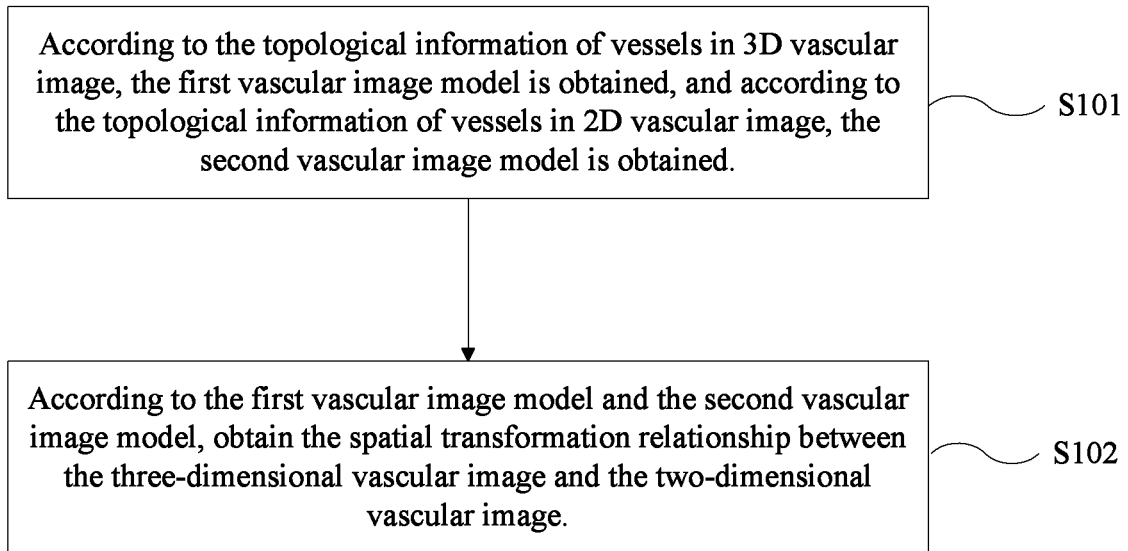 According to the topological information of vessels in 3D vascular
image, the first vascular image model is obtained, and according to
the topological information of vessels in 2D vascular image, the
second vascular image model is obtained.
S101
According to the first vascular image model and the second vascular
image model, obtain the spatial transformation relationship between
the three-dimensional vascular image and the two-dimensional
vascular image.
S102